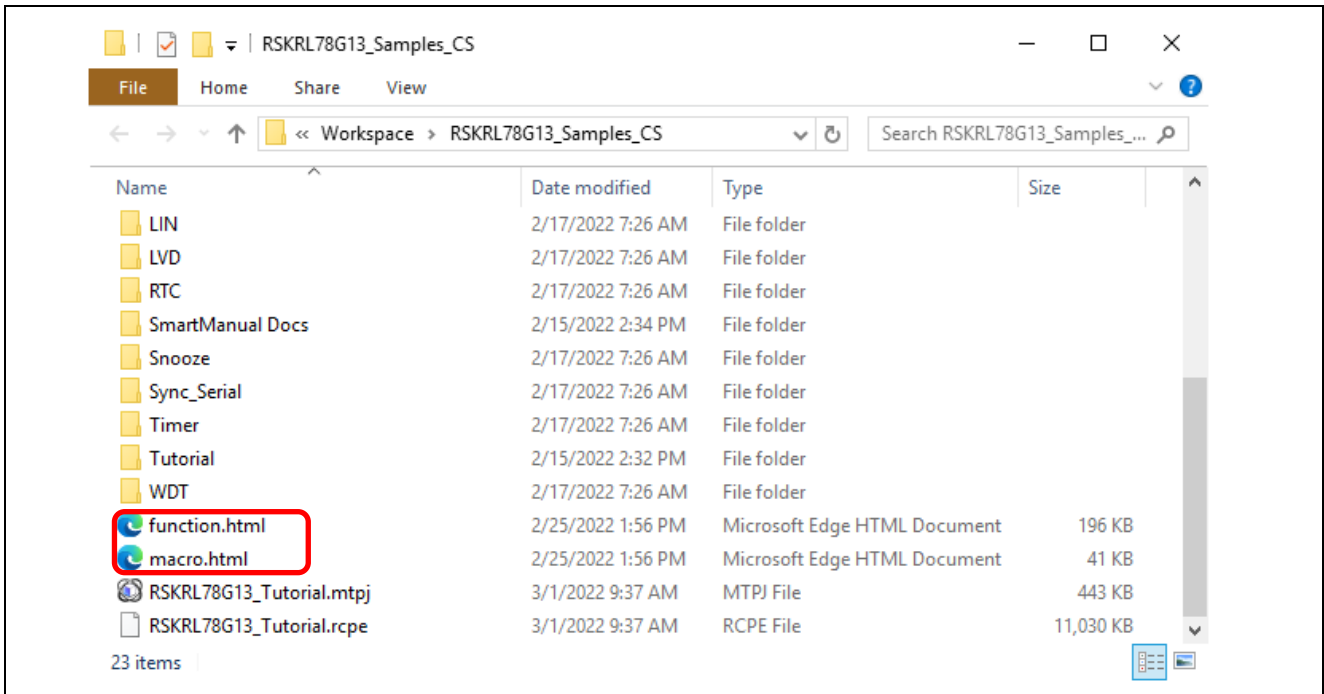 RSKRL78G13_Samples_CS
File Home Share View
« Workspace > RSKRL78G13_Samples_CS Search RSKRL78G13_Samples_...
Name Date modified Type Size
LIN 2/17/2022 7:26 AM File folder
LVD 2/17/2022 7:26 AM File folder
RTC 2/17/2022 7:26 AM File folder
SmartManual Docs 2/15/2022 2:34 PM File folder
Snooze 2/17/2022 7:26 AM File folder
Sync_Serial 2/17/2022 7:26 AM File folder
Timer 2/17/2022 7:26 AM File folder
Tutorial 2/15/2022 2:32 PM File folder
WDT 2/17/2022 7:26 AM File folder
function.html 2/25/2022 1:56 PM Microsoft Edge HTML Document 196 KB
macro.html 2/25/2022 1:56 PM Microsoft Edge HTML Document 41 KB
RSKRL78G13_Tutorial.mtpj 3/1/2022 9:37 AM MTPJ File 443 KB
RSKRL78G13_Tutorial.rcpe 3/1/2022 9:37 AM RCPE File 11,030 KB
23 items